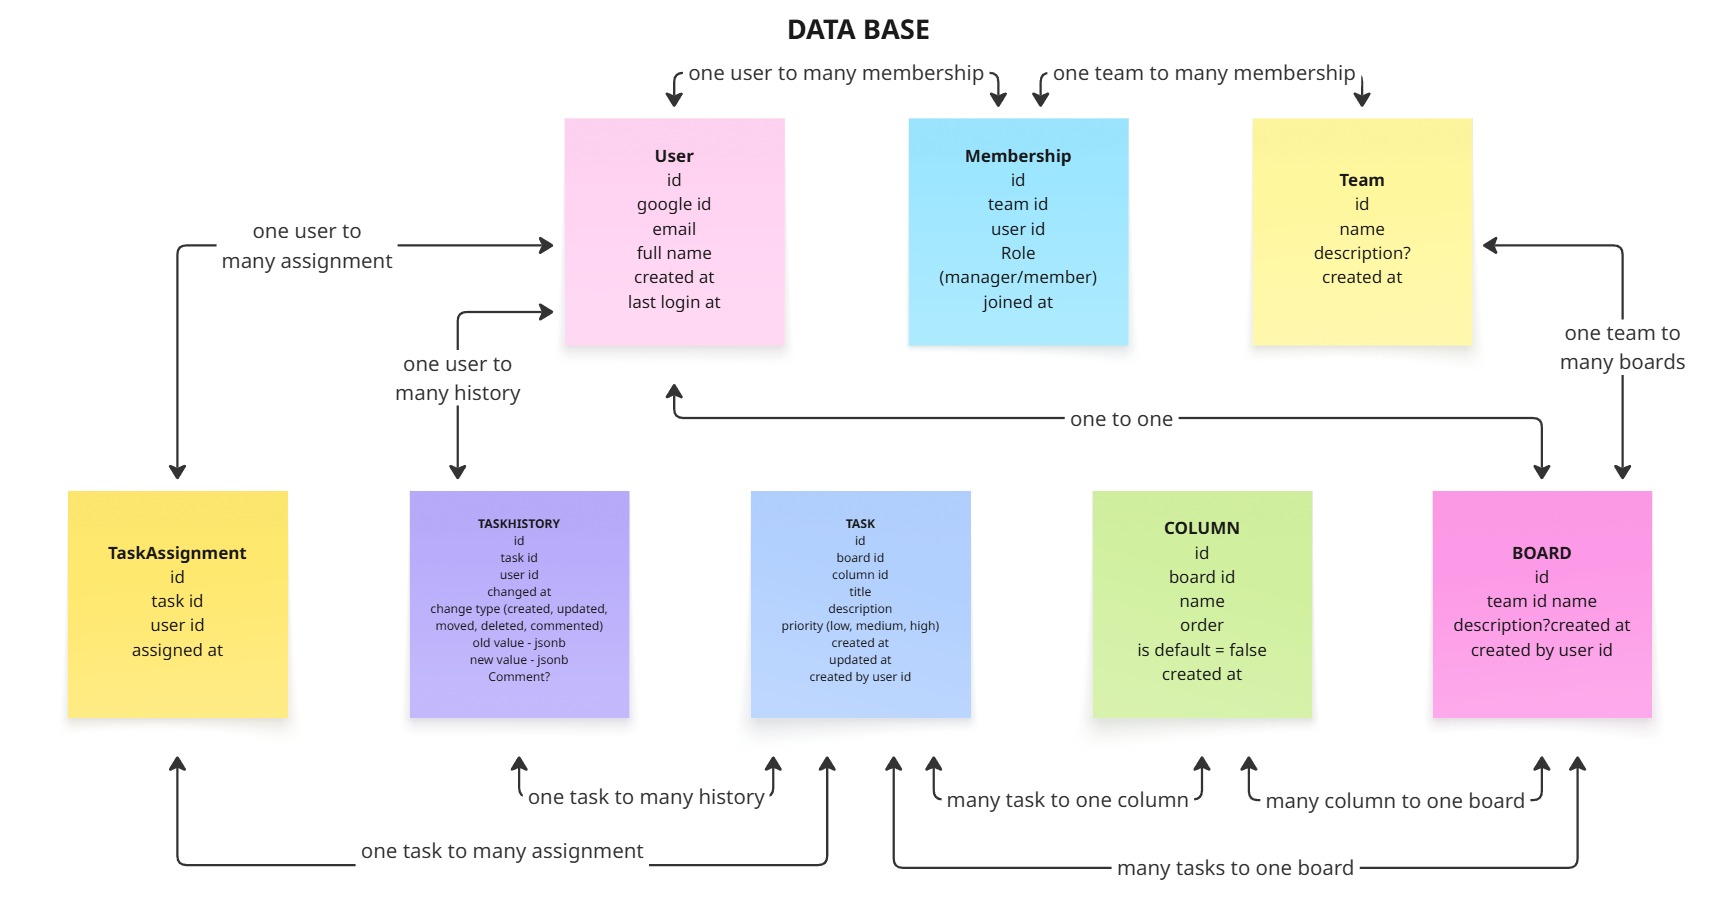 DATA BASE
one user to many membership
one team to many membership
User
id
google id
email
full name
created at
last login at
Membership
id
team id
user id
Role
(manager/member)
joined at
Team
id
name
description?
created at
one user to
many assignment
one user to
many history
one to one
one team to
many boards
TaskAssignment
id
task id
user id
assigned at
TASKHISTORY
id
task id
user id
changed at
change type (created, updated,
moved, deleted, commented)
old value - jsonb
new value - jsonb
Comment?
TASK
id
board id
column id
title
description
priority (low, medium, high)
created at
updated at
created by user id
COLUMN
id
board id
name
order
is default = false
created at
BOARD
id
team id name
description?created at
created by user id
one task to many history
many task to one column
many column to one board
one task to many assignment
many tasks to one board